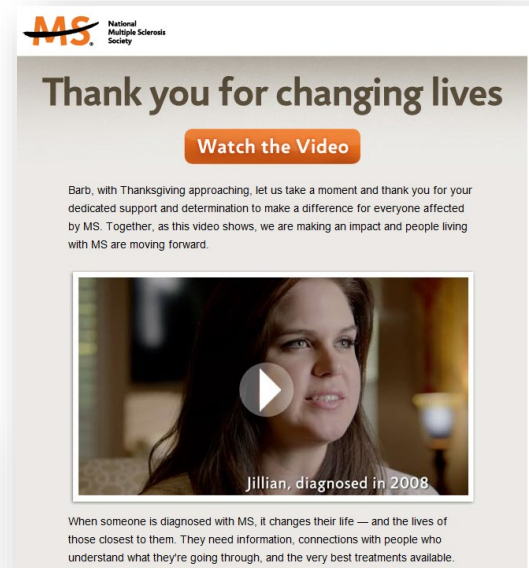 MS
National
Multiple Sclerosis
Society
Thank you for changing lives
Watch the Video
Barb, with Thanksgiving approaching, let us take a moment and thank you for your
dedicated support and determination to make a difference for everyone affected
by MS. Together, as this video shows, we are making an impact and people living
with MS are moving forward.
Jillian, diagnosed in 2008
When someone is diagnosed with MS, it changes their life — and the lives of
those closest to them. They need information, connections with people who
understand what they're going through, and the very best treatments available.